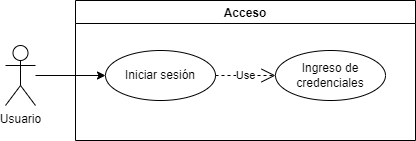 Acceso
Iniciar sesión
Use
Ingreso de
credenciales
Usuario